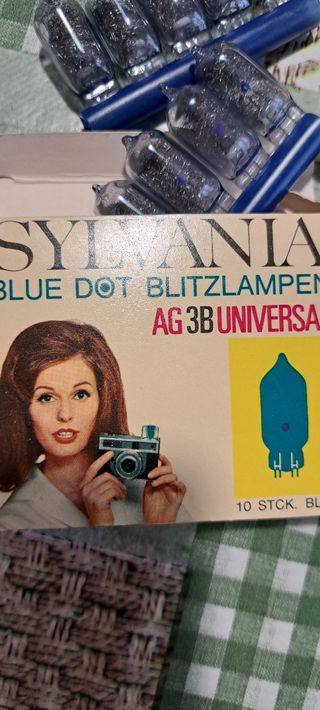 SYLVANIA
BLUE DOT BLITZLAMPEN
AG 3B UNIVERSA
10 STCK. BL